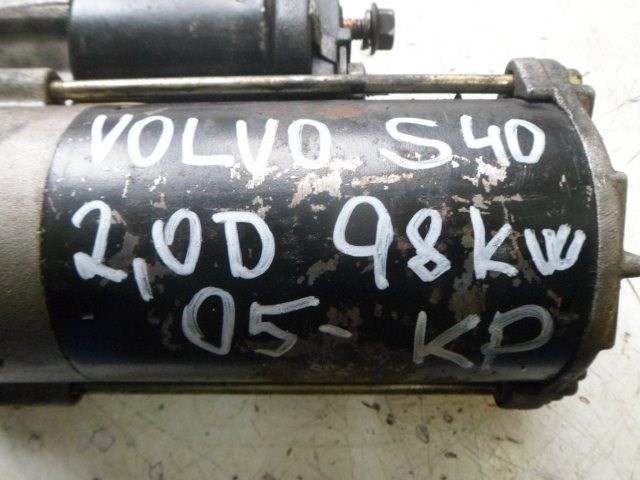 VOLVO S40
2,0D 98KW
05- KP